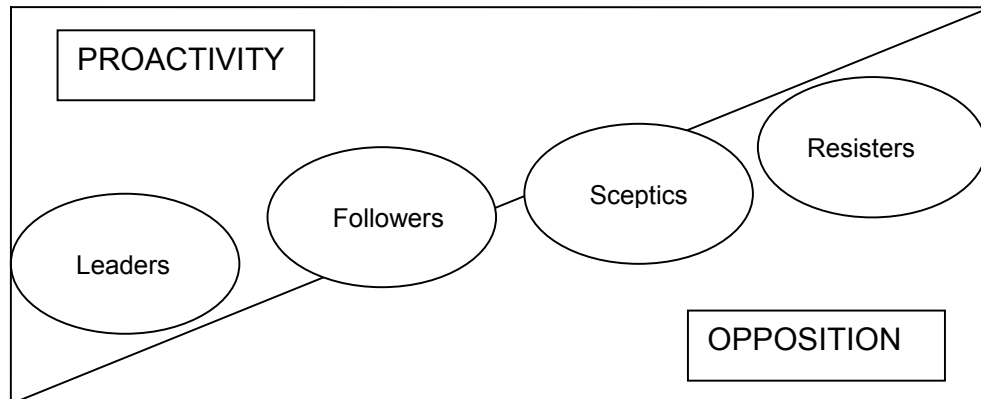 PROACTIVITY
Resisters
Sceptics
Followers
Leaders
OPPOSITION